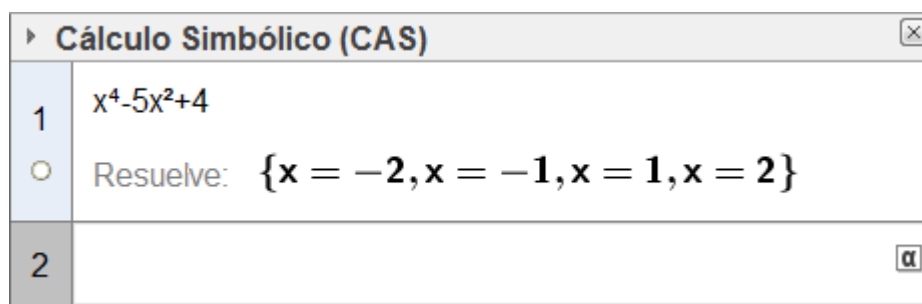 Cálculo Simbólico (CAS)
1
x⁴-5x²+4
Resuelve: {x = −2, x = −1, x = 1, x = 2}
2
α